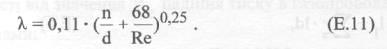 λ = 0,11 · (n/d + 68/Re)^0,25 . (E.11)